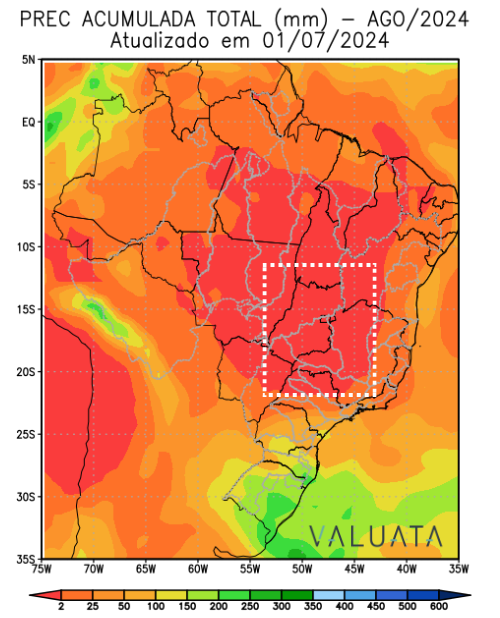 PREC ACUMULADA TOTAL (mm) – AGO/2024
Atualizado em 01/07/2024
5N
EQ
5S
10S
15S
20S
25S
30S
35S
VALUATA
75W 70W 65W 60W 55W 50W 45W 40W 35W
2 25 50 100 150 200 250 300 350 400 450 500 600